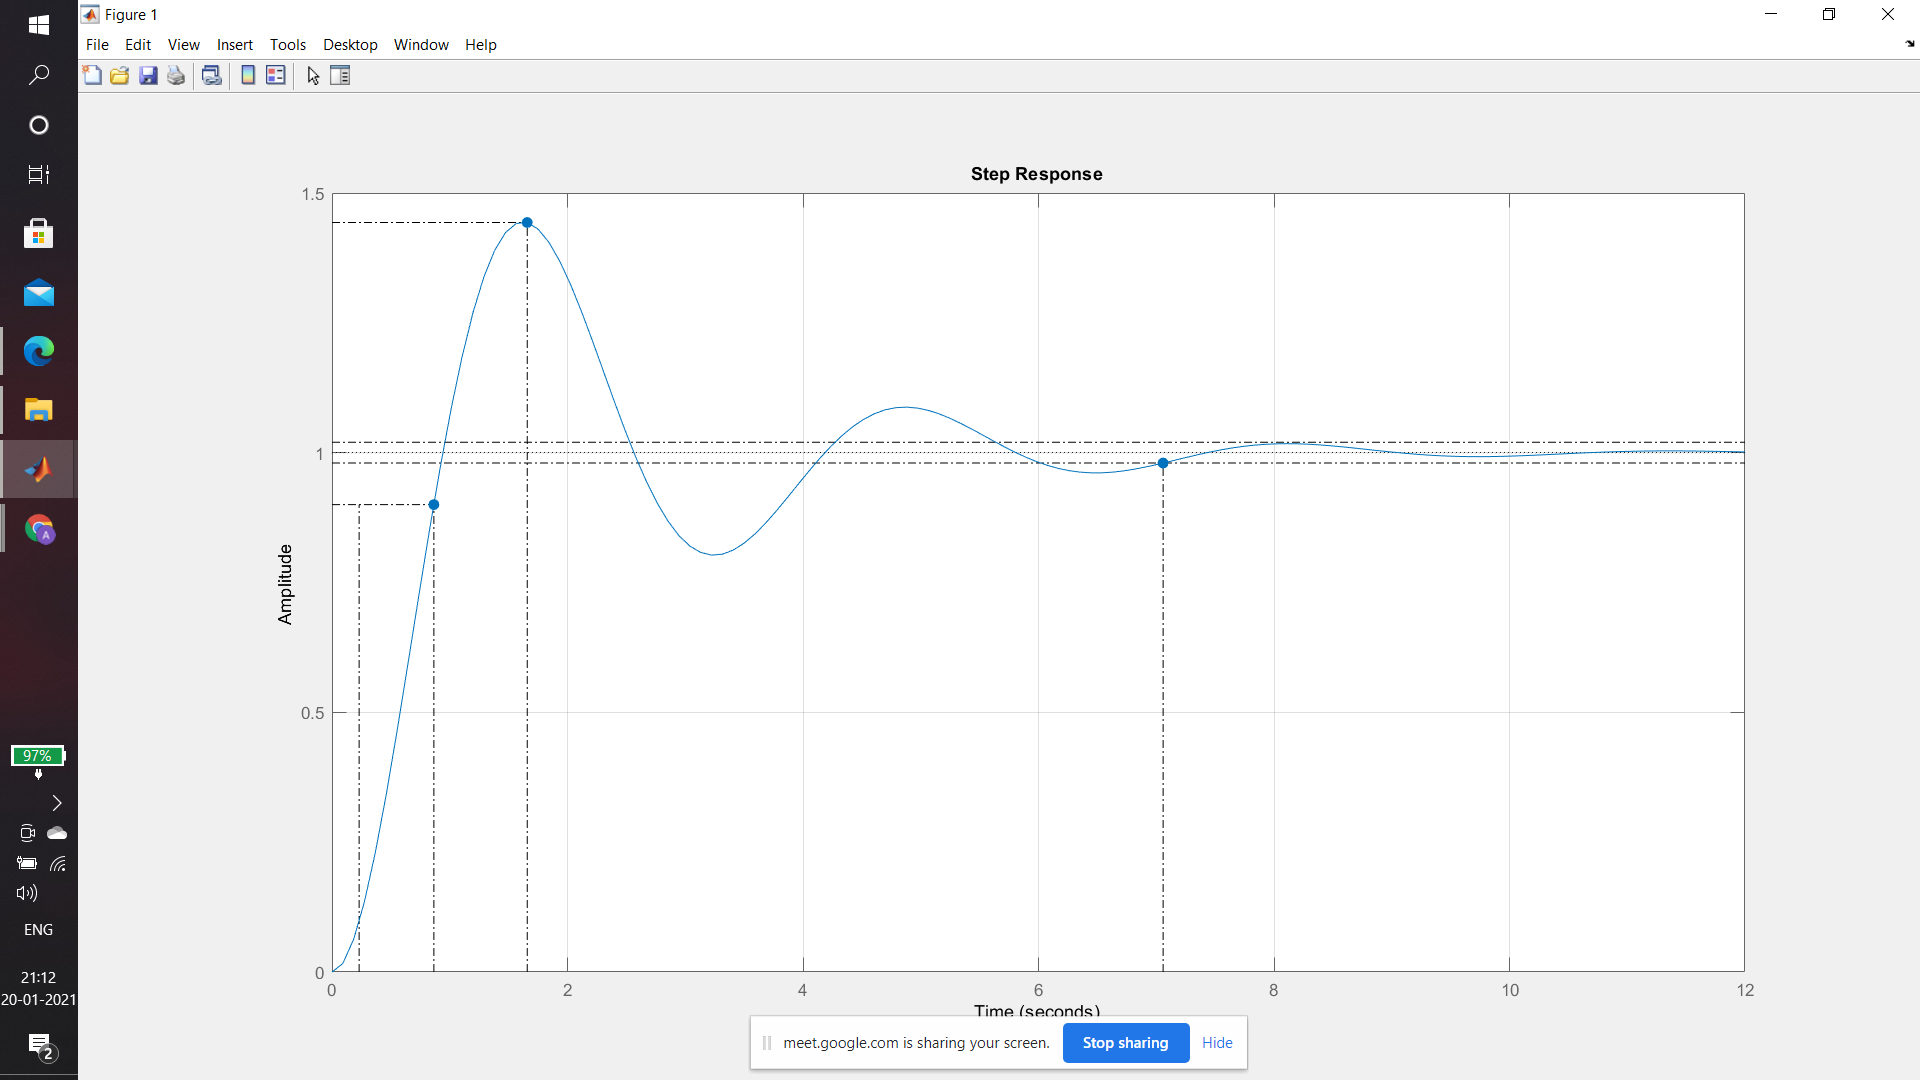 Figure 1
File Edit View Insert Tools Desktop Window Help
Step Response
1.5
1
0.5
0
Amplitude
0 2 4 6 8 10 12
Time (seconds)
meet.google.com is sharing your screen. Stop sharing Hide
A
97%
ENG
21:12
20-01-2021
2